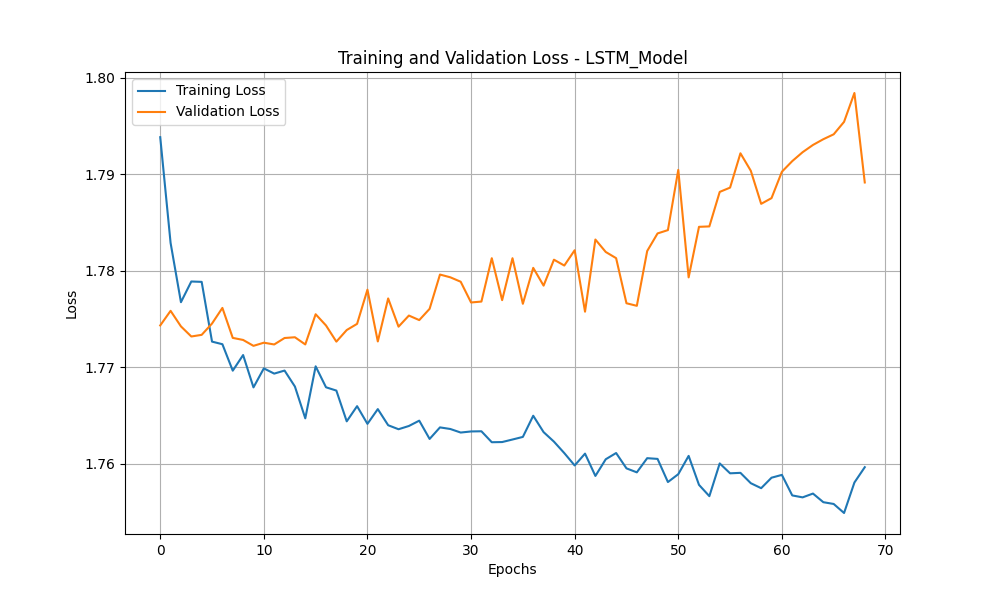 Training and Validation Loss - LSTM_Model
Training Loss
Validation Loss
1.80
1.79
1.78
1.77
1.76
Loss
0 10 20 30 40 50 60 70
Epochs